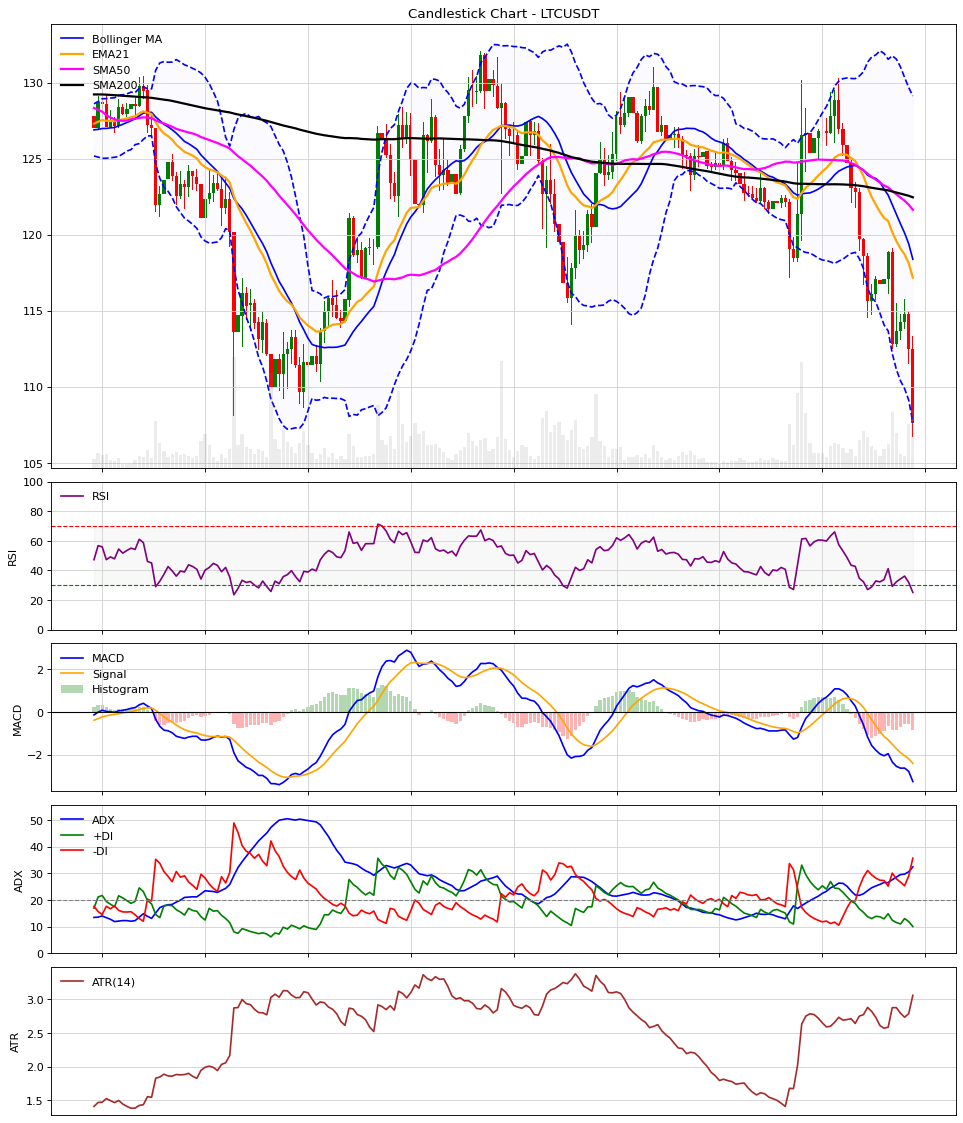 Candlestick Chart - LTCUSDT
Bollinger MA
EMA21
SMA50
SMA200
130
125
120
115
110
105
RSI
100
80
60
40
20
0
RSI
MACD
Signal
Histogram
2
0
−2
MACD
ADX
+DI
-DI
50
40
30
20
10
0
ADX
ATR(14)
3.0
2.5
2.0
1.5
ATR